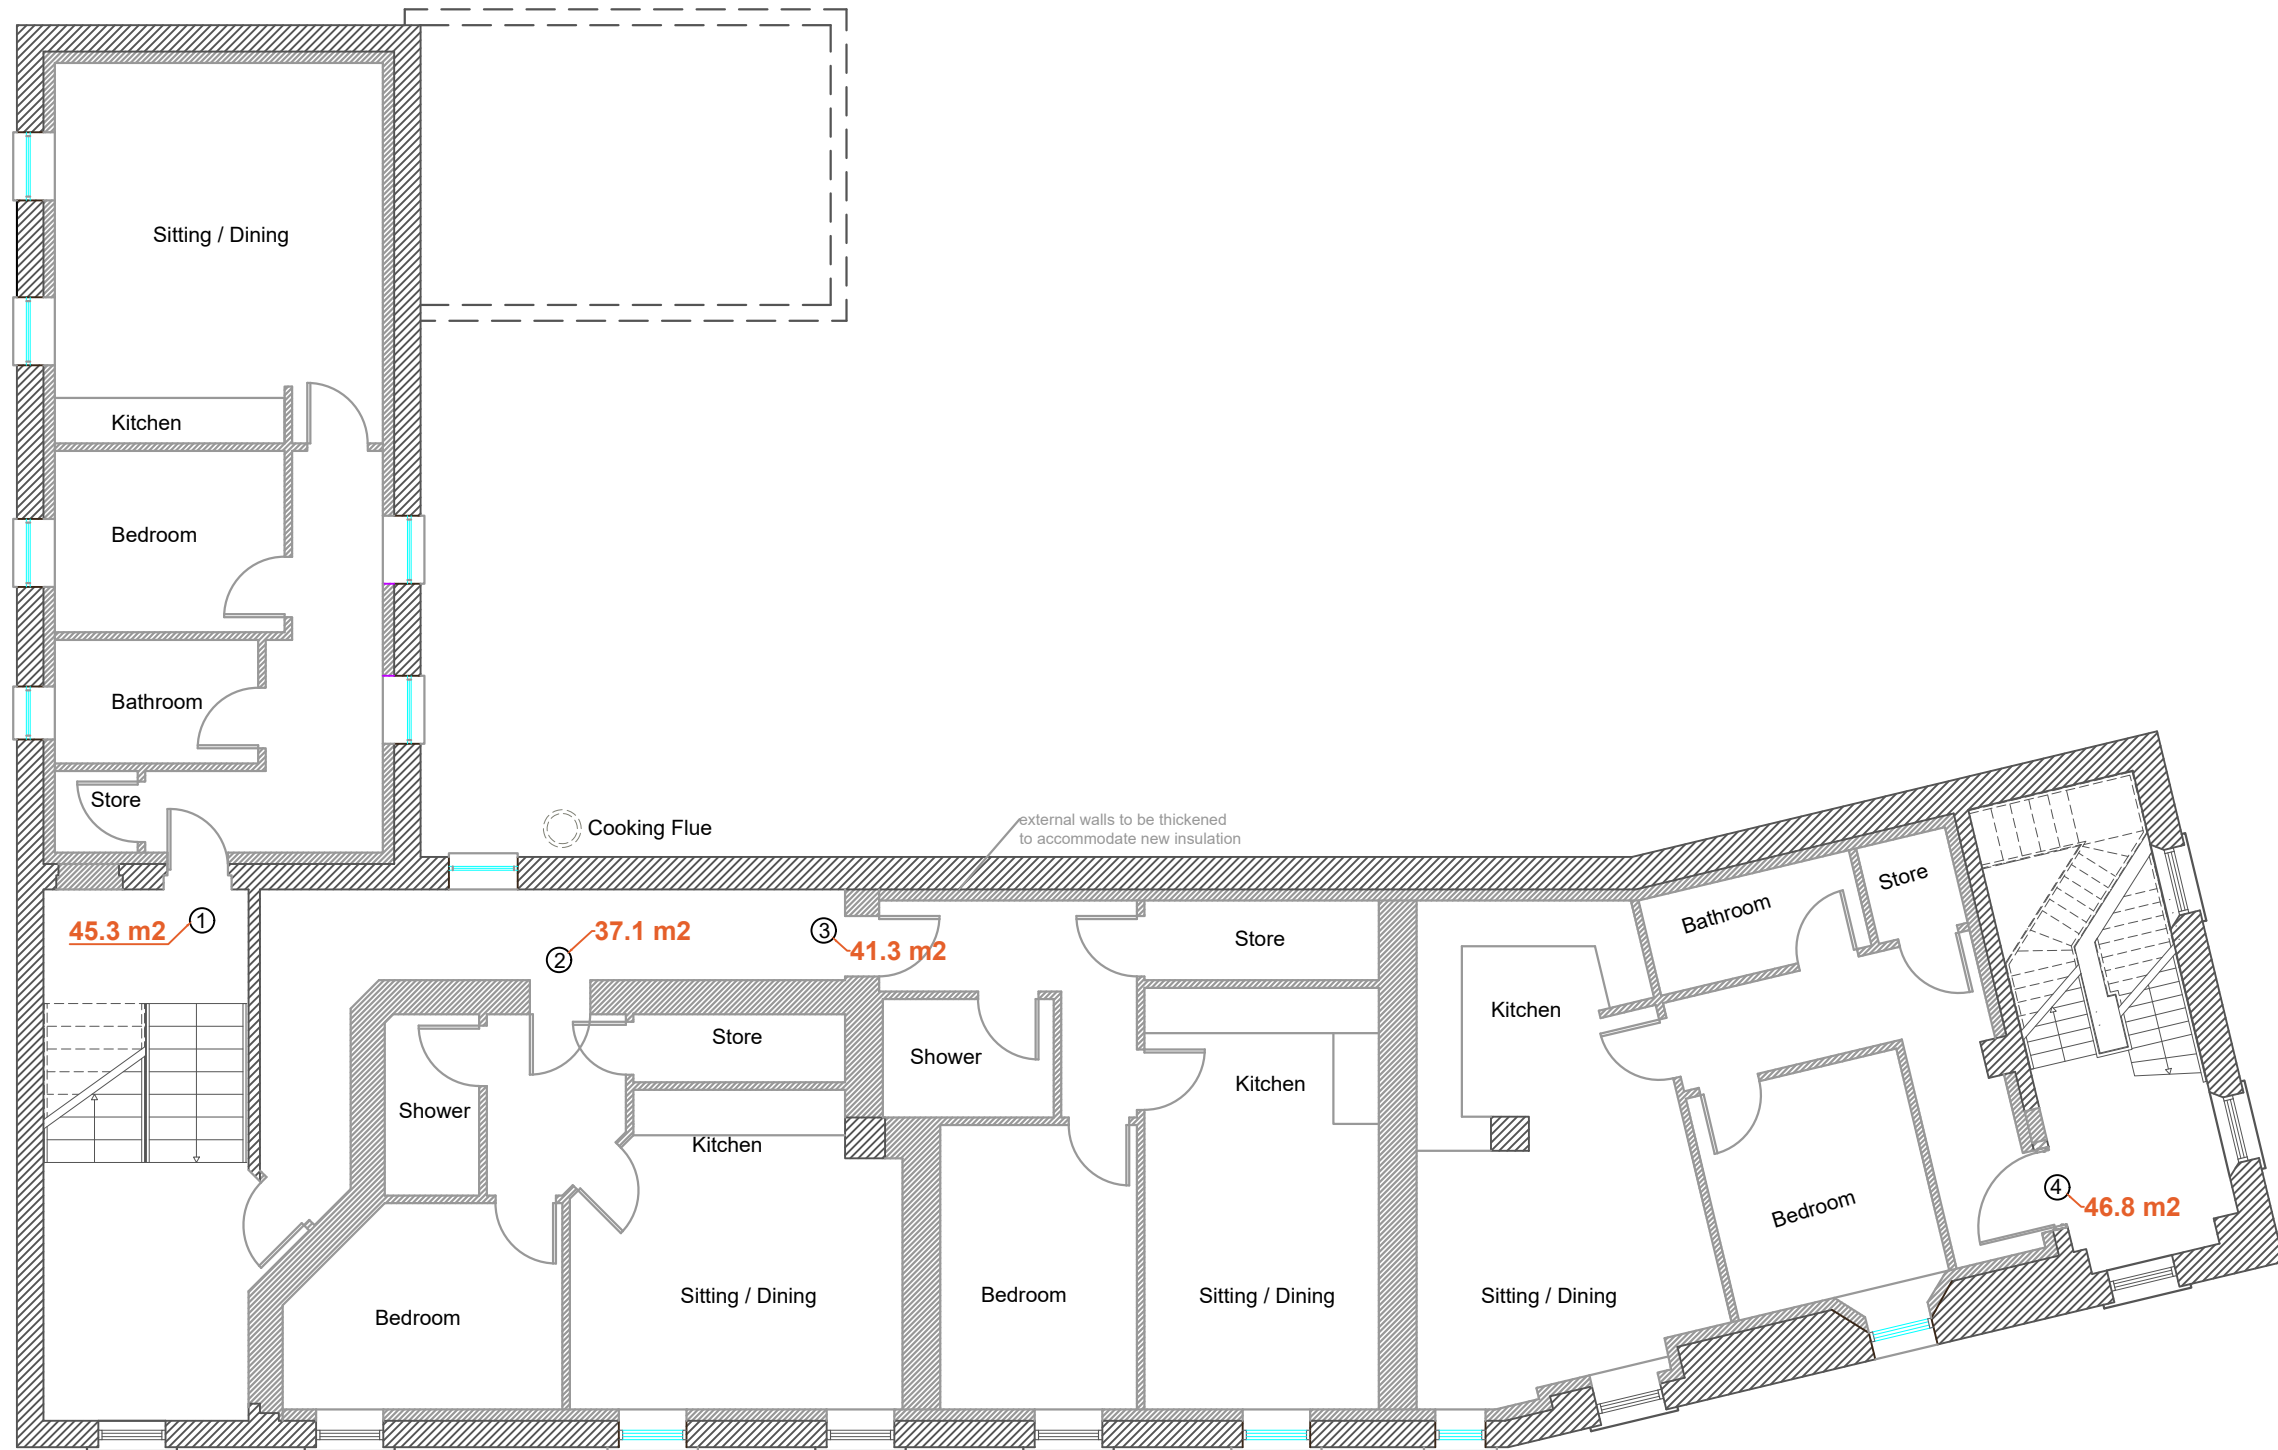 Sitting / Dining
Kitchen
Bedroom
Bathroom
Store
Cooking Flue
external walls to be thickened
to accommodate new insulation
45.3 m2
1
2
37.1 m2
3
41.3 m2
Store
Bathroom
Store
Kitchen
Store
Shower
Kitchen
Shower
Kitchen
Bedroom
4
46.8 m2
Bedroom
Sitting / Dining
Bedroom
Sitting / Dining
Sitting / Dining